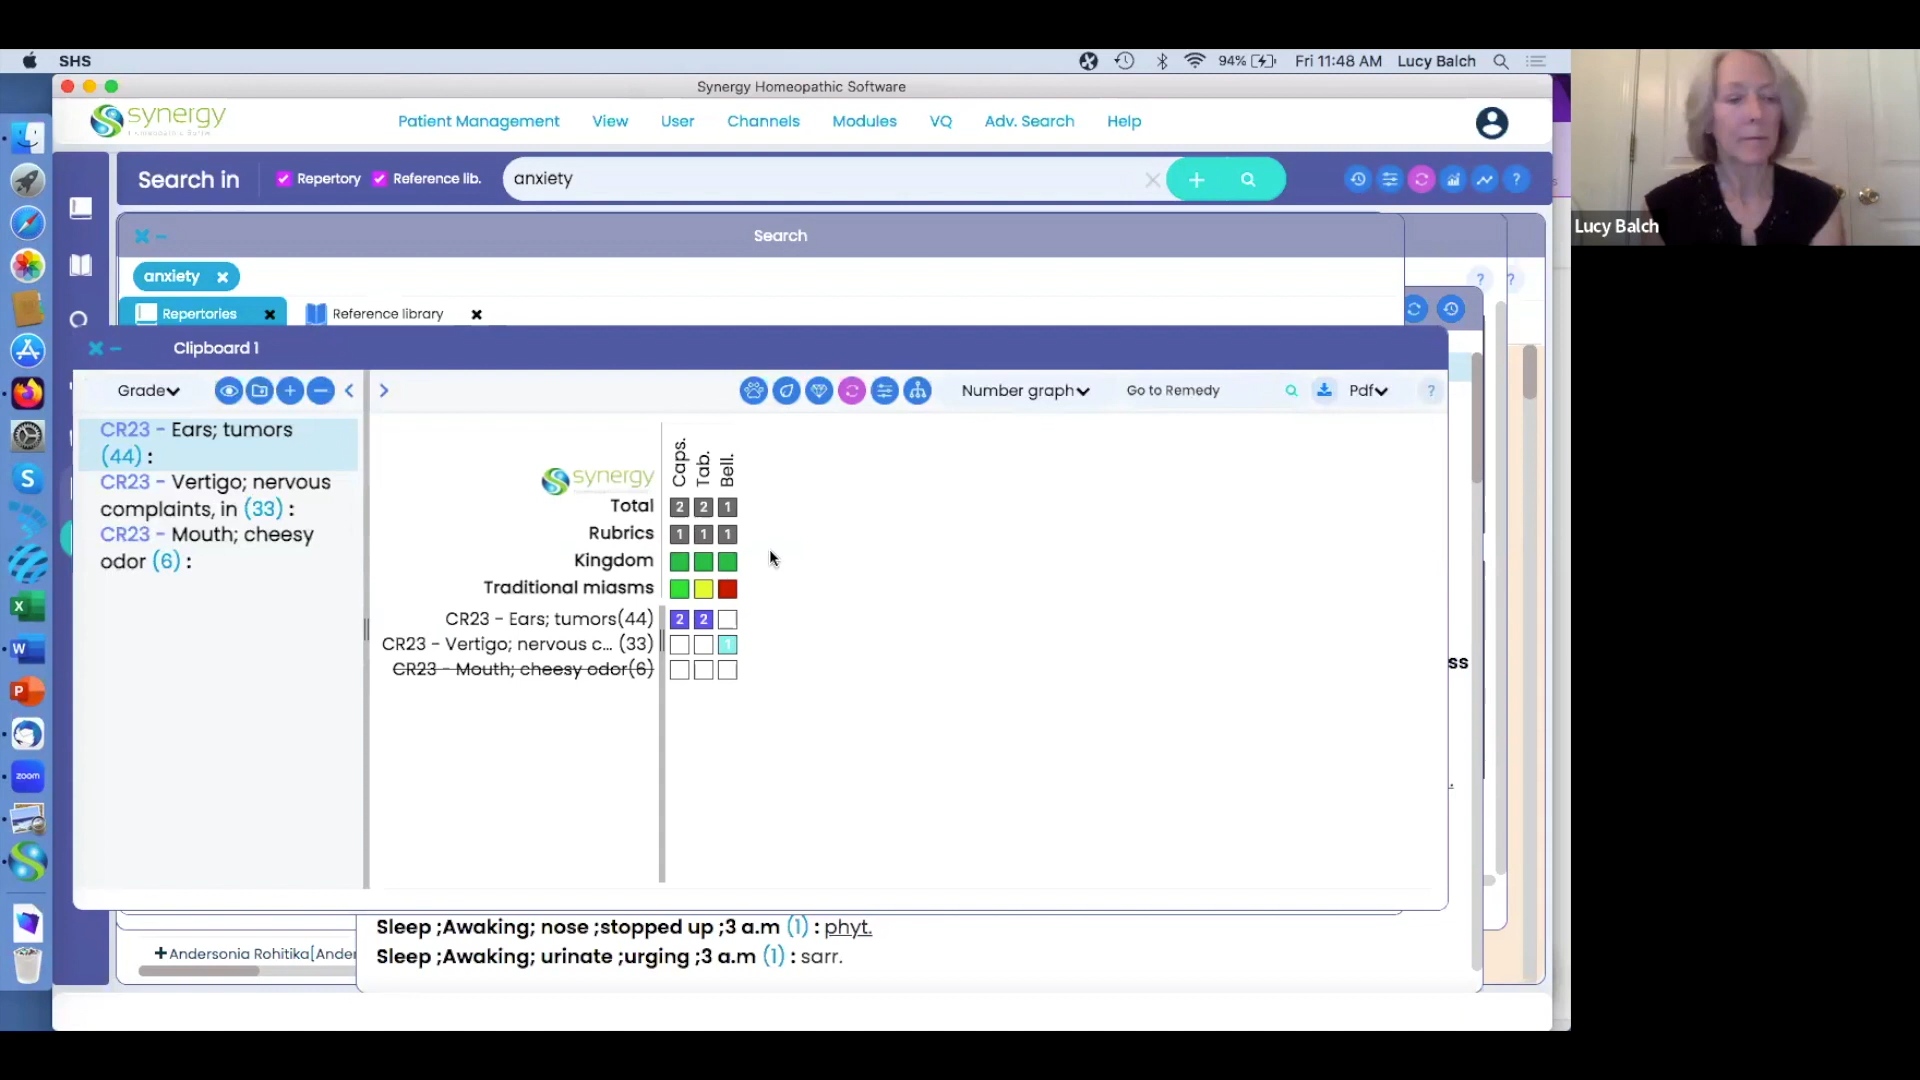 SHS
94%
Fri 11:48 AM
Lucy Balch
Synergy Homeopathic Software
synergy
Patient Management
View
User
Channels
Modules
VQ
Adv. Search
Help
Search in
Repertory
Reference lib.
anxiety
+
?
Search
anxiety
Repertories
Reference library
Lucy Balch
Clipboard 1
Grade
Number graph
Go to Remedy
Pdf
?
CR23 - Ears; tumors
(44) :
CR23 - Vertigo; nervous
complaints, in (33) :
CR23 - Mouth; cheesy
odor (6) :
synergy
Caps.
Tab.
Bell.
Total 2 2 1
Rubrics 1 1 1
Kingdom
Traditional miasms
CR23 - Ears; tumors(44) 2 2
CR23 - Vertigo; nervous c... (33) 1
CR23 - Mouth; cheesy odor(6)
ss
Sleep ;Awaking; nose ;stopped up ;3 a.m (1) : phyt.
+Andersonia Rohitika[Ander
Sleep ;Awaking; urinate ;urging ;3 a.m (1) : sarr.
zoom